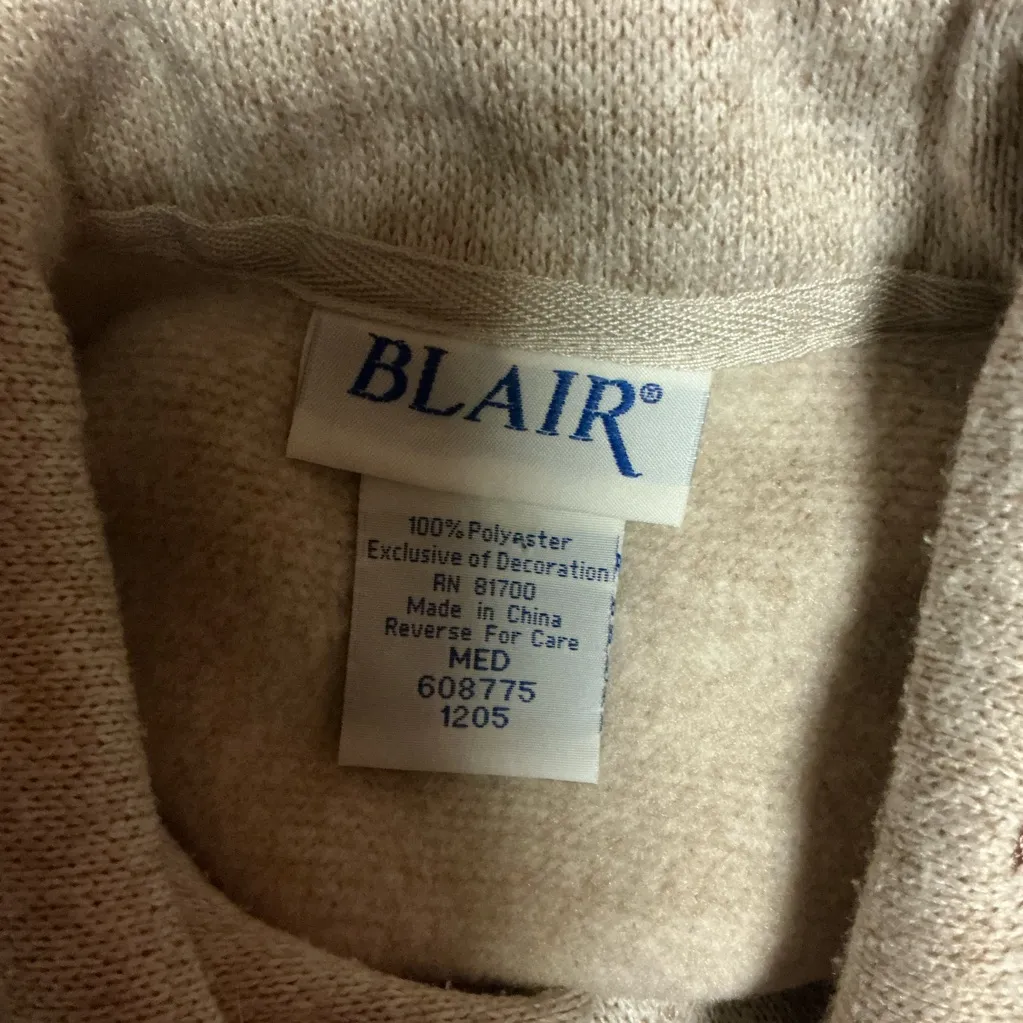 BLAIR®
100% Polyester
Exclusive of Decoration
RN 81700
Made in China
Reverse For Care
MED
608775
1205